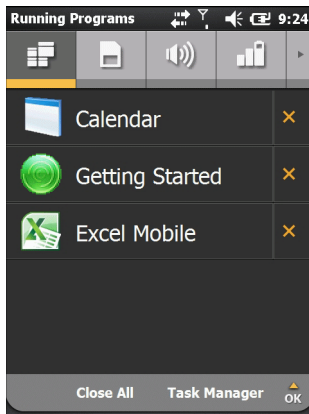 Running Programs 9:24
Calendar
Getting Started
Excel Mobile
Close All Task Manager OK